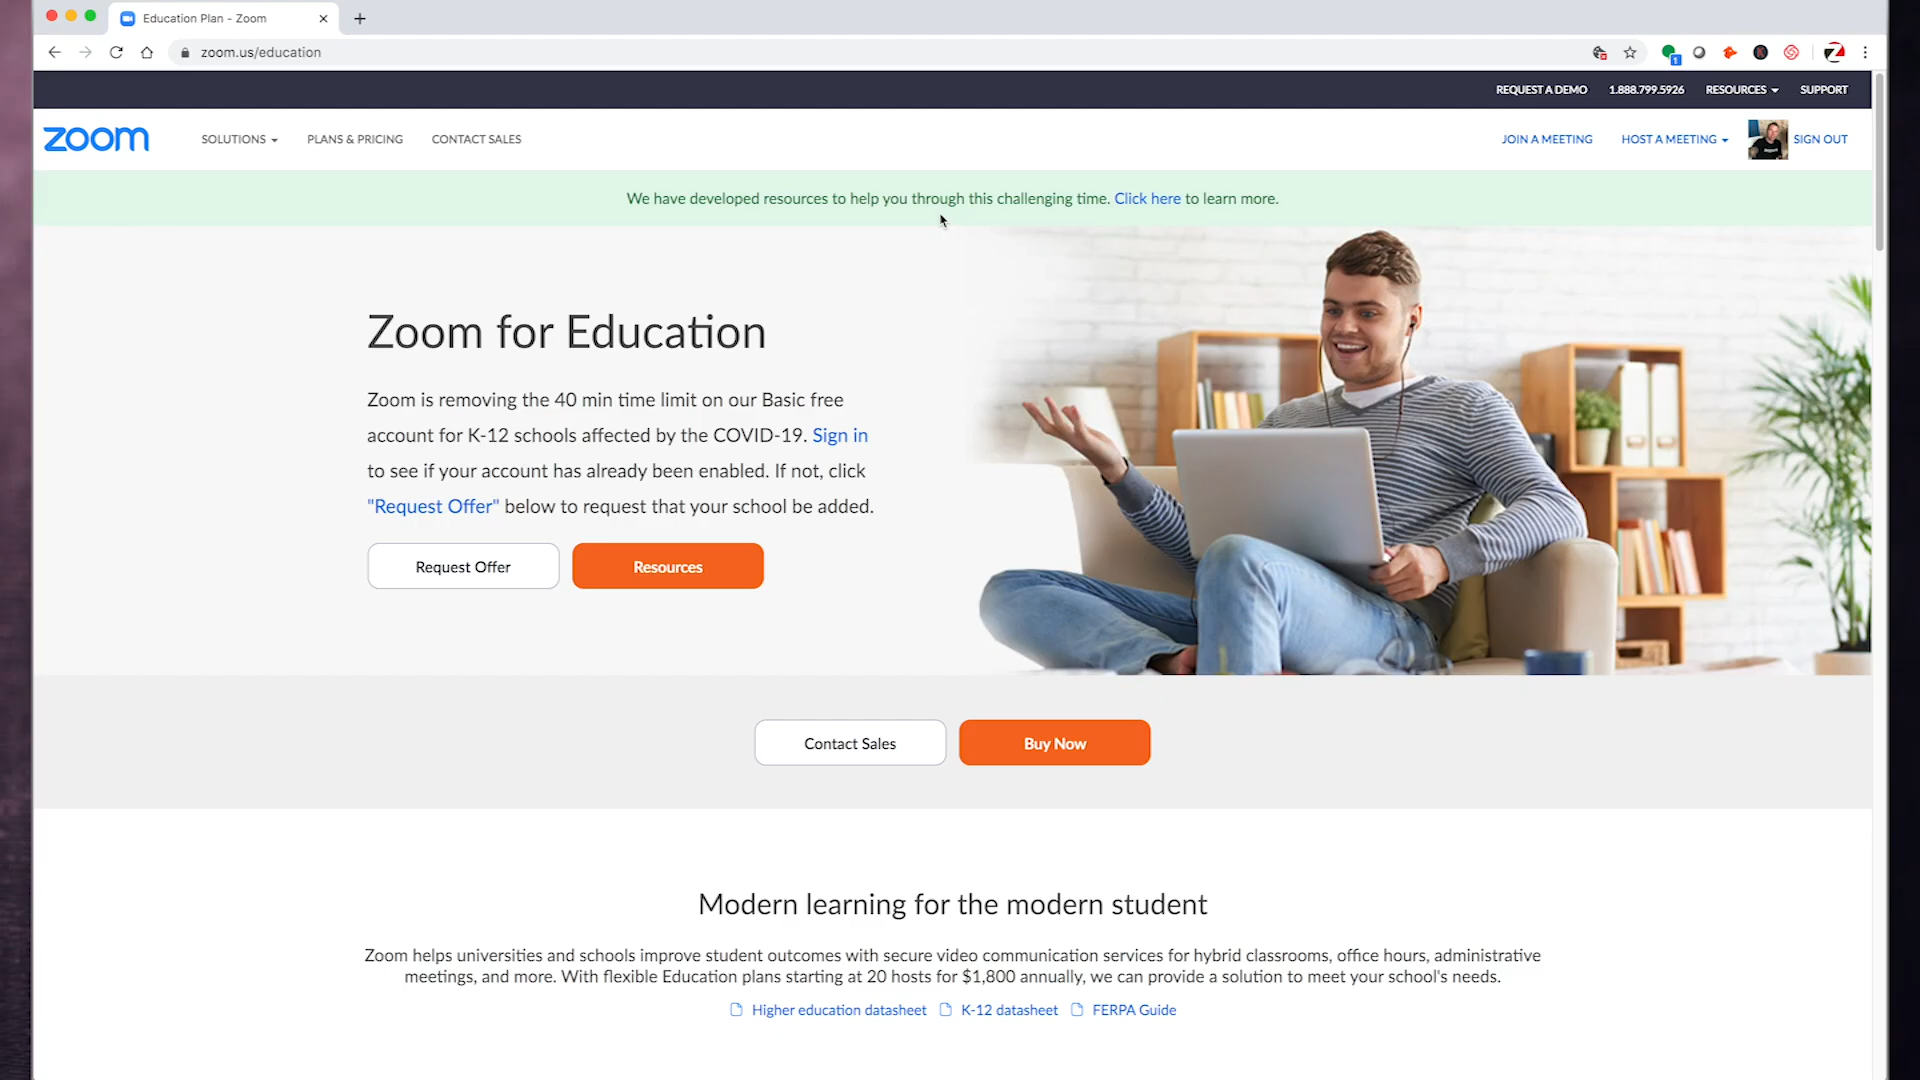 Education Plan - Zoom
zoom.us/education
1
REQUEST A DEMO 1.888.799.5926 RESOURCES SUPPORT
zoom SOLUTIONS PLANS & PRICING CONTACT SALES JOIN A MEETING HOST A MEETING SIGN OUT
We have developed resources to help you through this challenging time. Click here to learn more.
Zoom for Education
Zoom is removing the 40 min time limit on our Basic free
account for K-12 schools affected by the COVID-19. Sign in
to see if your account has already been enabled. If not, click
"Request Offer" below to request that your school be added.
Request Offer Resources
Contact Sales Buy Now
Modern learning for the modern student
Zoom helps universities and schools improve student outcomes with secure video communication services for hybrid classrooms, office hours, administrative
meetings, and more. With flexible Education plans starting at 20 hosts for $1,800 annually, we can provide a solution to meet your school's needs.
Higher education datasheet K-12 datasheet FERPA Guide